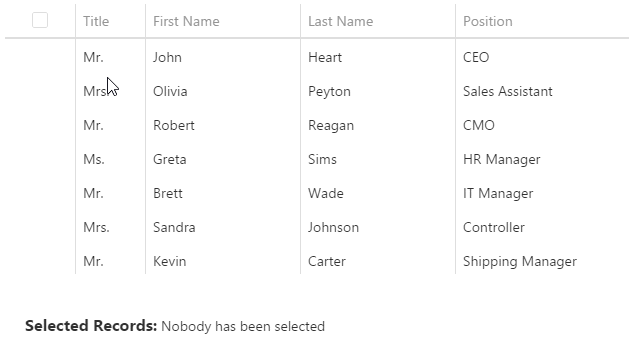 Title First Name Last Name Position
Mr. John Heart CEO
Mrs. Olivia Peyton Sales Assistant
Mr. Robert Reagan CMO
Ms. Greta Sims HR Manager
Mr. Brett Wade IT Manager
Mrs. Sandra Johnson Controller
Mr. Kevin Carter Shipping Manager
Selected Records: Nobody has been selected